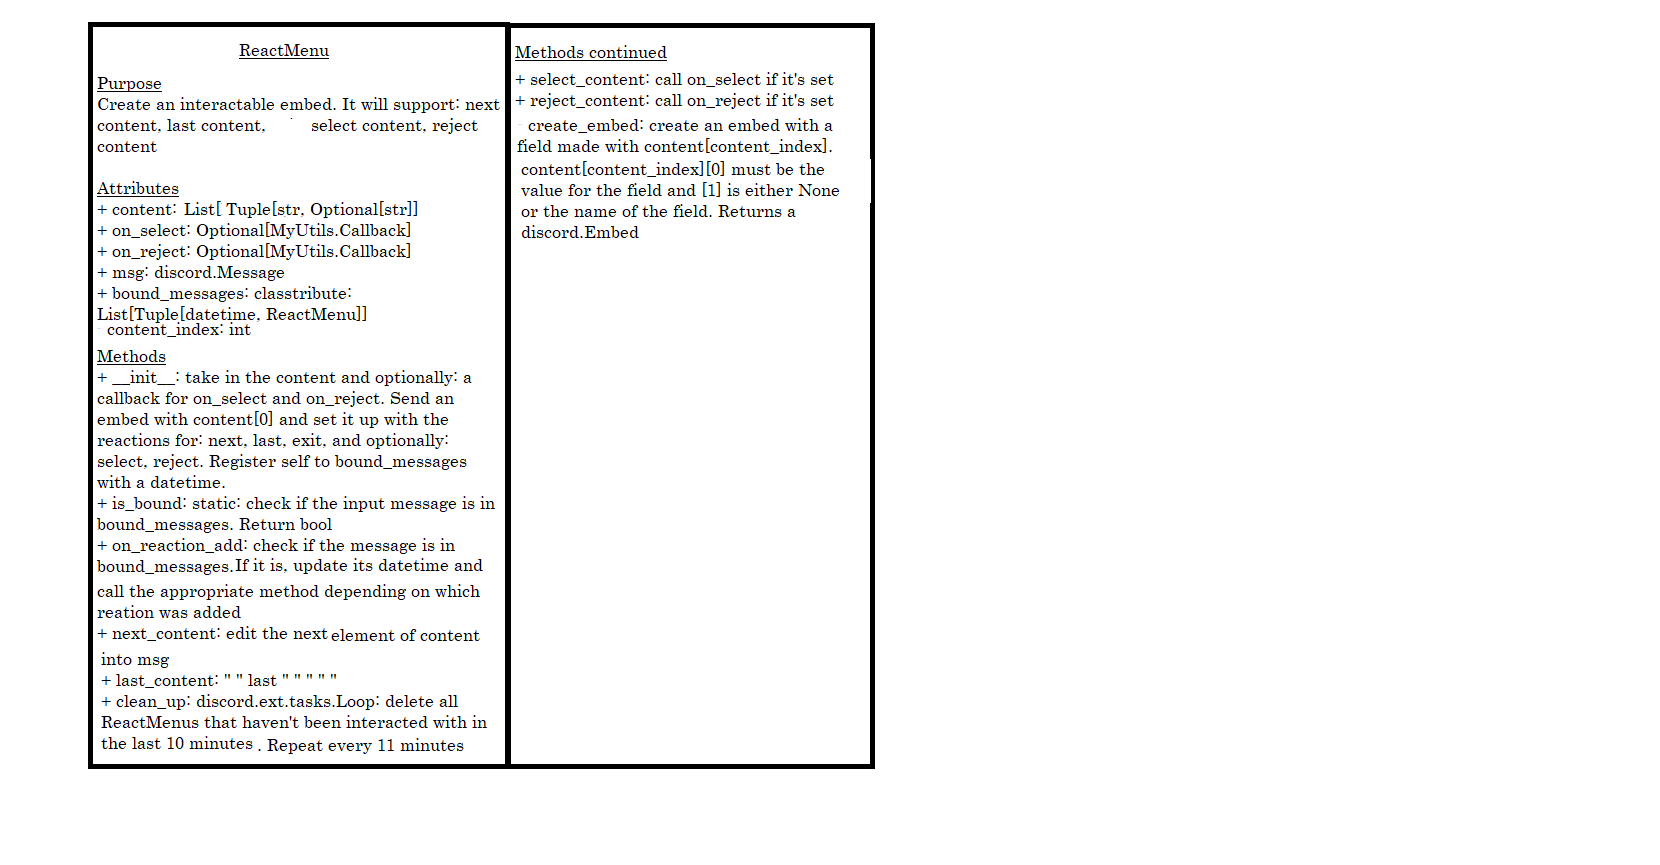 ReactMenu
Purpose
Create an interactable embed. It will support: next
content, last content, select content, reject
content
Attributes
+ content: List[ Tuple[str, Optional[str]]
+ on_select: Optional[MyUtils.Callback]
+ on_reject: Optional[MyUtils.Callback]
+ msg: discord.Message
+ bound_messages: classtribute:
List[Tuple[datetime, ReactMenu]]
content_index: int
Methods
+ __init__: take in the content and optionally: a
callback for on_select and on_reject. Send an
embed with content[0] and set it up with the
reactions for: next, last, exit, and optionally:
select, reject. Register self to bound_messages
with a datetime.
+ is_bound: static: check if the input message is in
bound_messages. Return bool
+ on_reaction_add: check if the message is in
bound_messages.If it is, update its datetime and
call the appropriate method depending on which
reation was added
+ next_content: edit the next element of content
into msg
+ last_content: " " last " " " " "
+ clean_up: discord.ext.tasks.Loop: delete all
ReactMenus that haven't been interacted with in
the last 10 minutes . Repeat every 11 minutes
Methods continued
+ select_content: call on_select if it's set
+ reject_content: call on_reject if it's set
create_embed: create an embed with a
field made with content[content_index].
content[content_index][0] must be the
value for the field and [1] is either None
or the name of the field. Returns a
discord.Embed